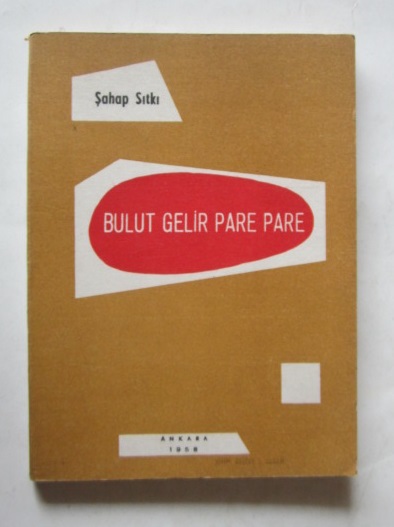 Şahap Sıtkı
BULUT GELİR PARE PARE
ANKARA
1958